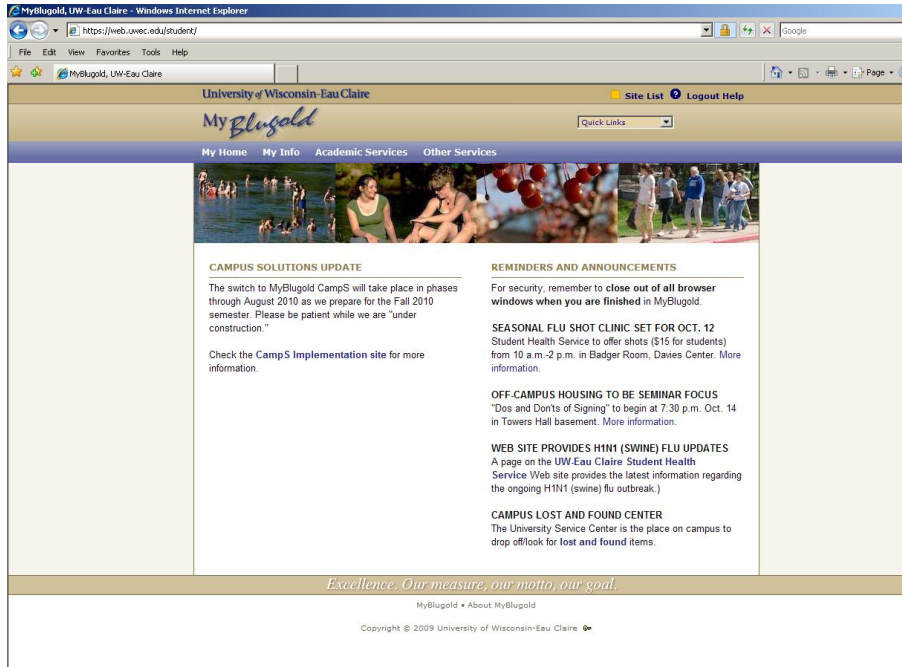 MyBlugold, UW-Eau Claire - Windows Internet Explorer
https://web.uwec.edu/student/
Google
File Edit View Favorites Tools Help
MyBlugold, UW-Eau Claire
Page
University of Wisconsin-Eau Claire
Site List Logout Help
My Blugold
Quick Links
My Home My Info Academic Services Other Services
CAMPUS SOLUTIONS UPDATE
The switch to MyBlugold CampS will take place in phases
through August 2010 as we prepare for the Fall 2010
semester. Please be patient while we are "under
construction."
Check the CampS Implementation site for more
information.
REMINDERS AND ANNOUNCEMENTS
For security, remember to close out of all browser
windows when you are finished in MyBlugold.
SEASONAL FLU SHOT CLINIC SET FOR OCT. 12
Student Health Service to offer shots ($15 for students)
from 10 a.m.-2 p.m. in Badger Room, Davies Center. More
information.
OFF-CAMPUS HOUSING TO BE SEMINAR FOCUS
"Dos and Don'ts of Signing" to begin at 7:30 p.m. Oct. 14
in Towers Hall basement. More information.
WEB SITE PROVIDES H1N1 (SWINE) FLU UPDATES
A page on the UW-Eau Claire Student Health
Service Web site provides the latest information regarding
the ongoing H1N1 (swine) flu outbreak.)
CAMPUS LOST AND FOUND CENTER
The University Service Center is the place on campus to
drop off/look for lost and found items.
Excellence. Our measure, our motto, our goal.
MyBlugold • About MyBlugold
Copyright © 2009 University of Wisconsin-Eau Claire